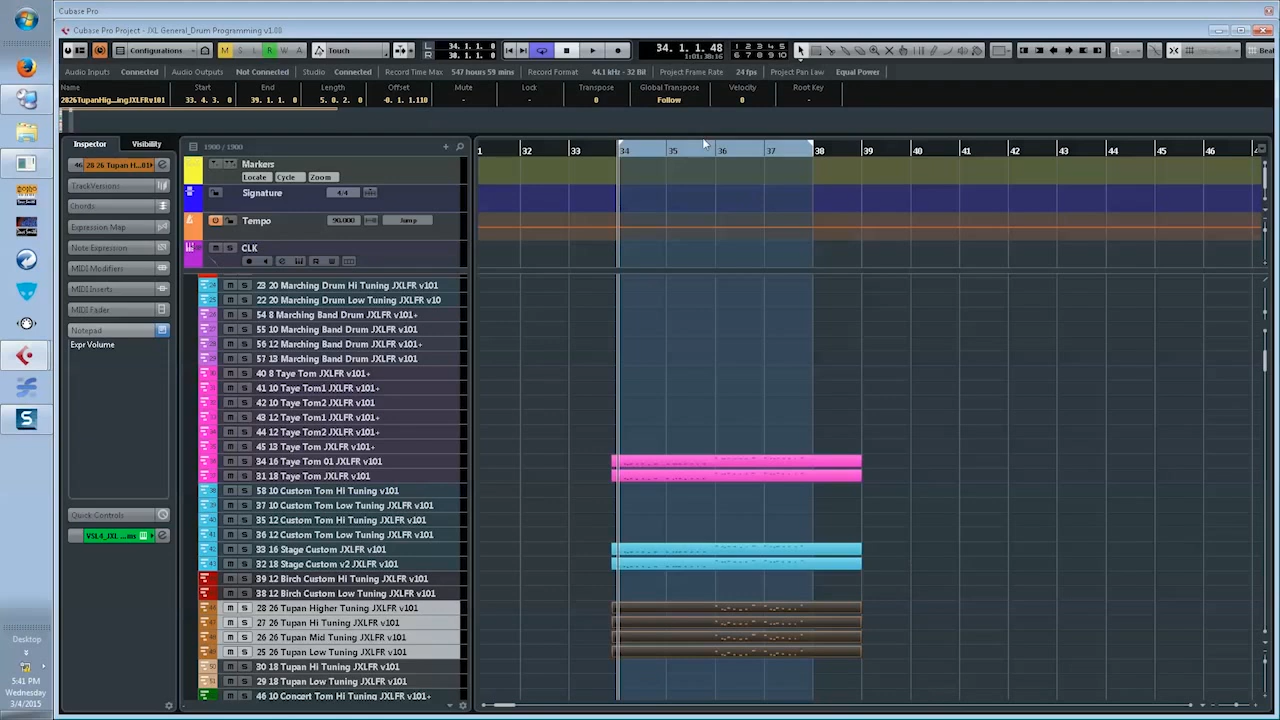 Cubase Pro
Cubase Pro Project - JXL General_Drum Programming v1.08
Configurations
M S R W A
Touch
L 34. 1. 1. 0
R 38. 1. 1. 0
34. 1. 1. 48
Audio Inputs Connected Audio Outputs Not Connected Studio Connected Record Time Max 547 hours 59 mins Record Format 44.1 kHz - 32 Bit Project Frame Rate 24 fps Project Pan Law Equal Power
Name Start End Length Offset Mute Lock Transpose Global Transpose Velocity Root Key
33. 4. 3. 0 39. 1. 1. 0 5. 0. 2. 0 -0. 1. 1.110 - - 0 Follow 0 -
Inspector Visibility
1900 / 1900
31 32 33 34 35 36 37 38 39 40 41 42 43 44 45 46
46 28 26 Tupan H...01
TrackVersions
Chords
Expression Map
Note Expression
MIDI Modifiers
MIDI Inserts
MIDI Fader
Notepad
Expr Volume
Quick Controls
Markers
Locate Cycle Zoom
Signature 4/4
Tempo 90.000 Jump
CLK
23 20 Marching Drum Hi Tuning JXLFR v101
22 20 Marching Drum Low Tuning JXLFR v10
54 8 Marching Band Drum JXLFR v101+
55 10 Marching Band Drum JXLFR v101
56 12 Marching Band Drum JXLFR v101+
57 13 Marching Band Drum JXLFR v101
40 8 Taye Tom JXLFR v101+
41 10 Taye Tom1 JXLFR v101+
42 10 Taye Tom2 JXLFR v101
43 12 Taye Tom1 JXLFR v101+
44 12 Taye Tom2 JXLFR v101+
45 13 Taye Tom JXLFR v101+
34 16 Taye Tom 01 JXLFR v101
31 18 Taye Tom JXLFR v101
58 10 Custom Tom Hi Tuning JXLFR v101
37 10 Custom Tom Low Tuning JXLFR v101
35 12 Custom Tom Hi Tuning JXLFR v101
36 12 Custom Tom Low Tuning JXLFR v101
33 16 Stage Custom JXLFR v101
32 18 Stage Custom v2 JXLFR v101
39 12 Birch Custom Hi Tuning JXLFR v101
38 12 Birch Custom Low Tuning JXLFR v101
28 26 Tupan Higher Tuning JXLFR v101
27 26 Tupan Hi Tuning JXLFR v101
26 26 Tupan Mid Tuning JXLFR v101
25 26 Tupan Low Tuning JXLFR v101
30 18 Tupan Hi Tuning JXLFR v101
29 18 Tupan Low Tuning JXLFR v101
46 10 Concert Tom Hi Tuning JXLFR v101+
Desktop
5:41 PM
Wednesday
3/4/2015